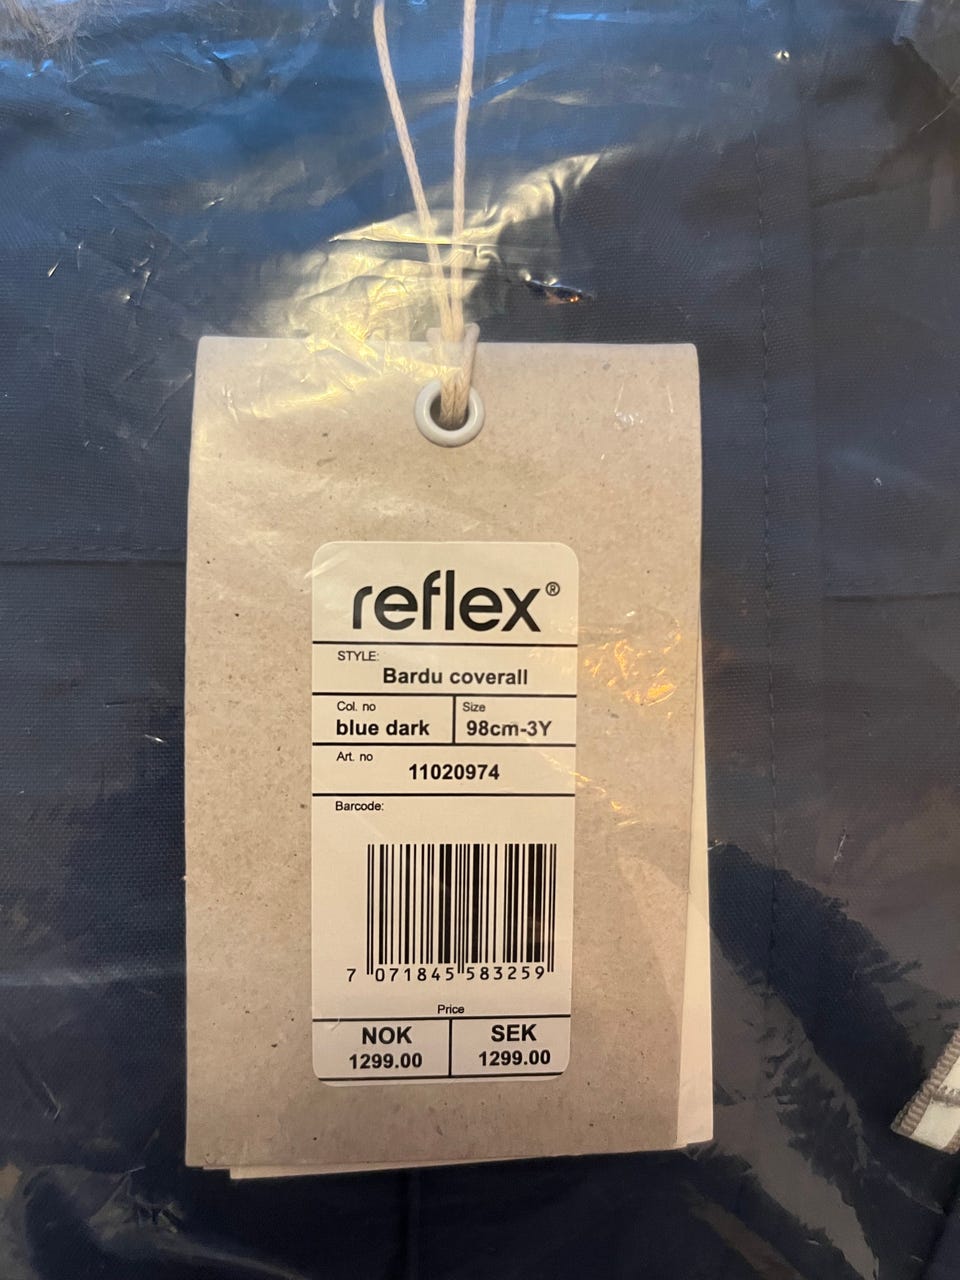 reflex®
STYLE:
Bardu coverall
Col. no
blue dark
Size
98cm-3Y
Art. no
11020974
Barcode:
7 071845 583259
Price
NOK
1299.00
SEK
1299.00